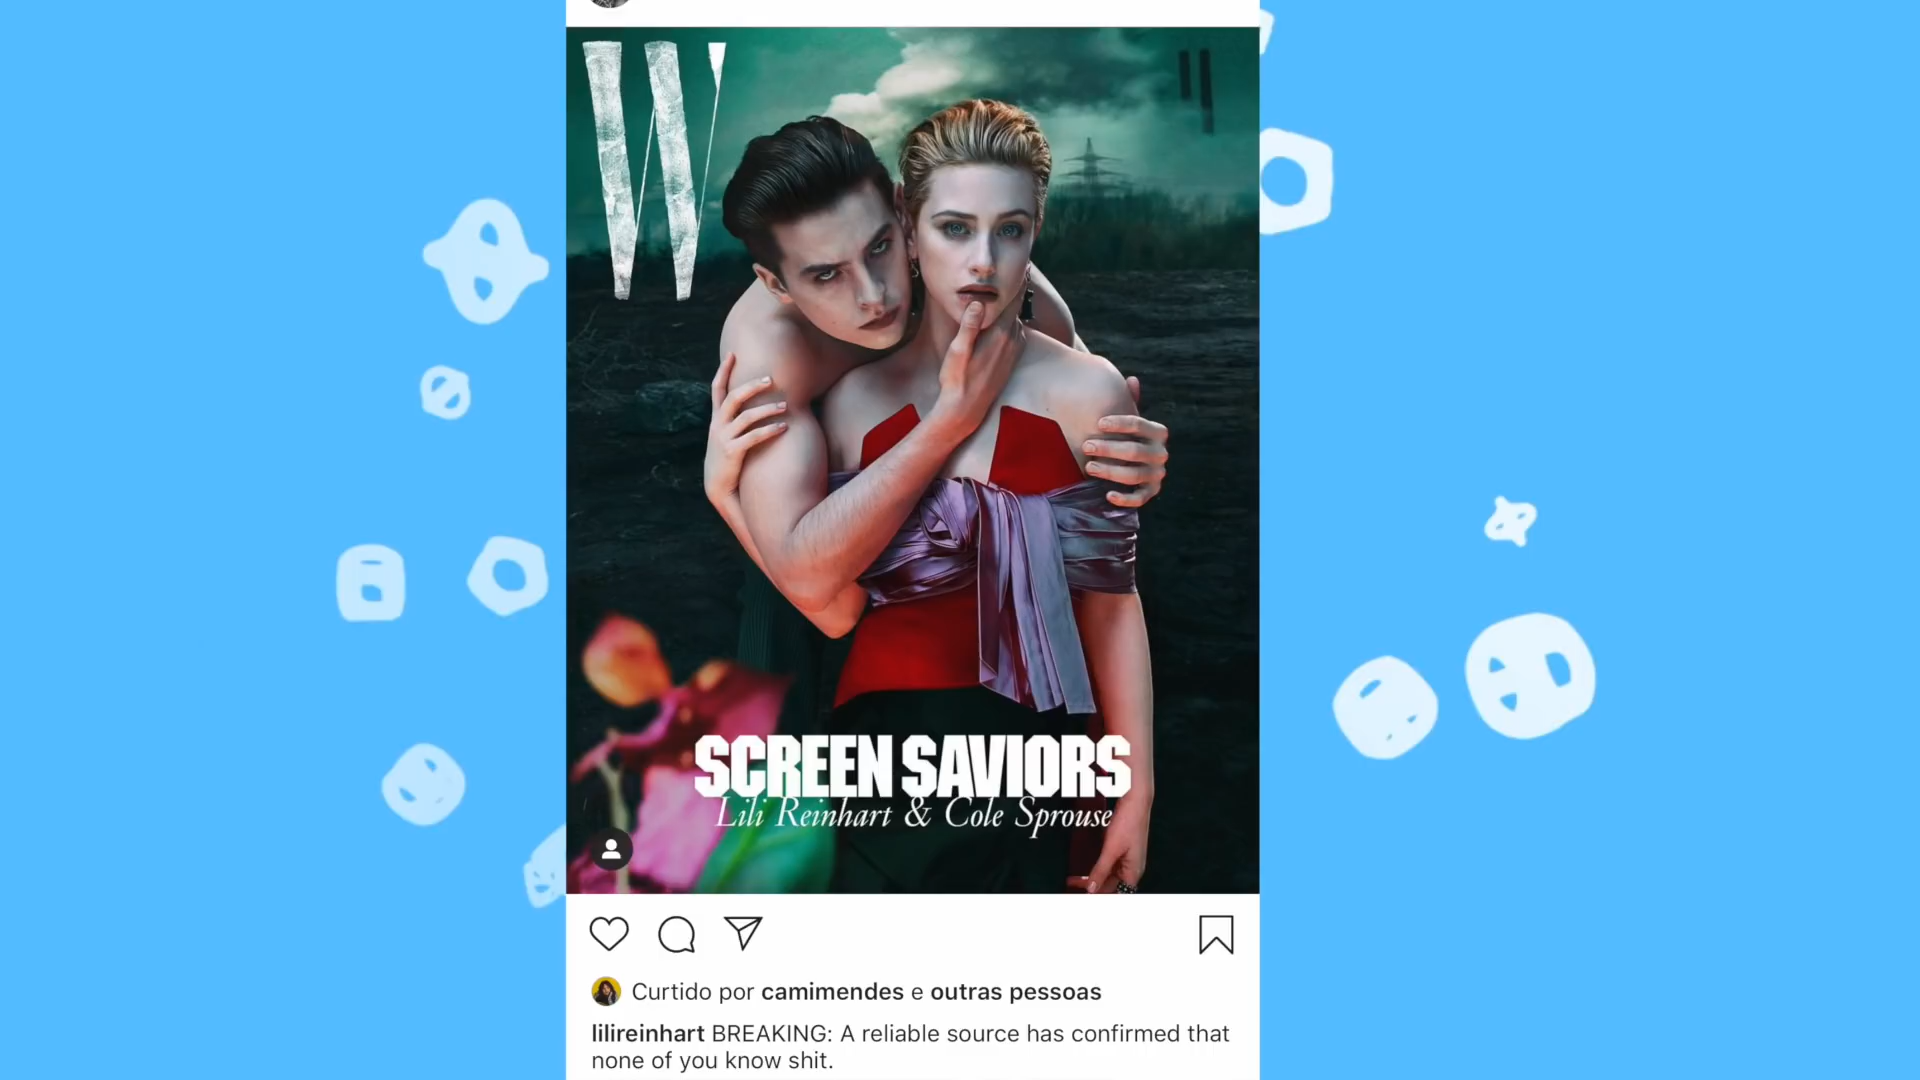 W
SCREEN SAVIORS
Lili Reinhart & Cole Sprouse
Curtido por camimendes e outras pessoas
lilireinhart BREAKING: A reliable source has confirmed that
none of you know shit.